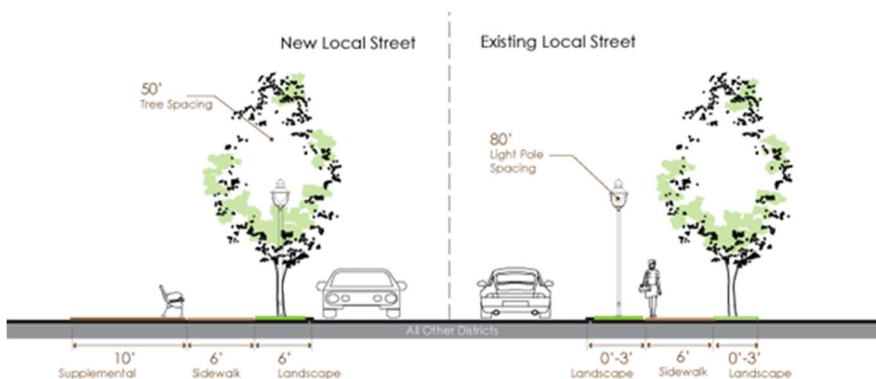 New Local Street
Existing Local Street
50'
Tree Spacing
80'
Light Pole
Spacing
All Other Districts
10'
Supplemental
6'
Sidewalk
6'
Landscape
0'-3'
Landscape
6'
Sidewalk
0'-3'
Landscape